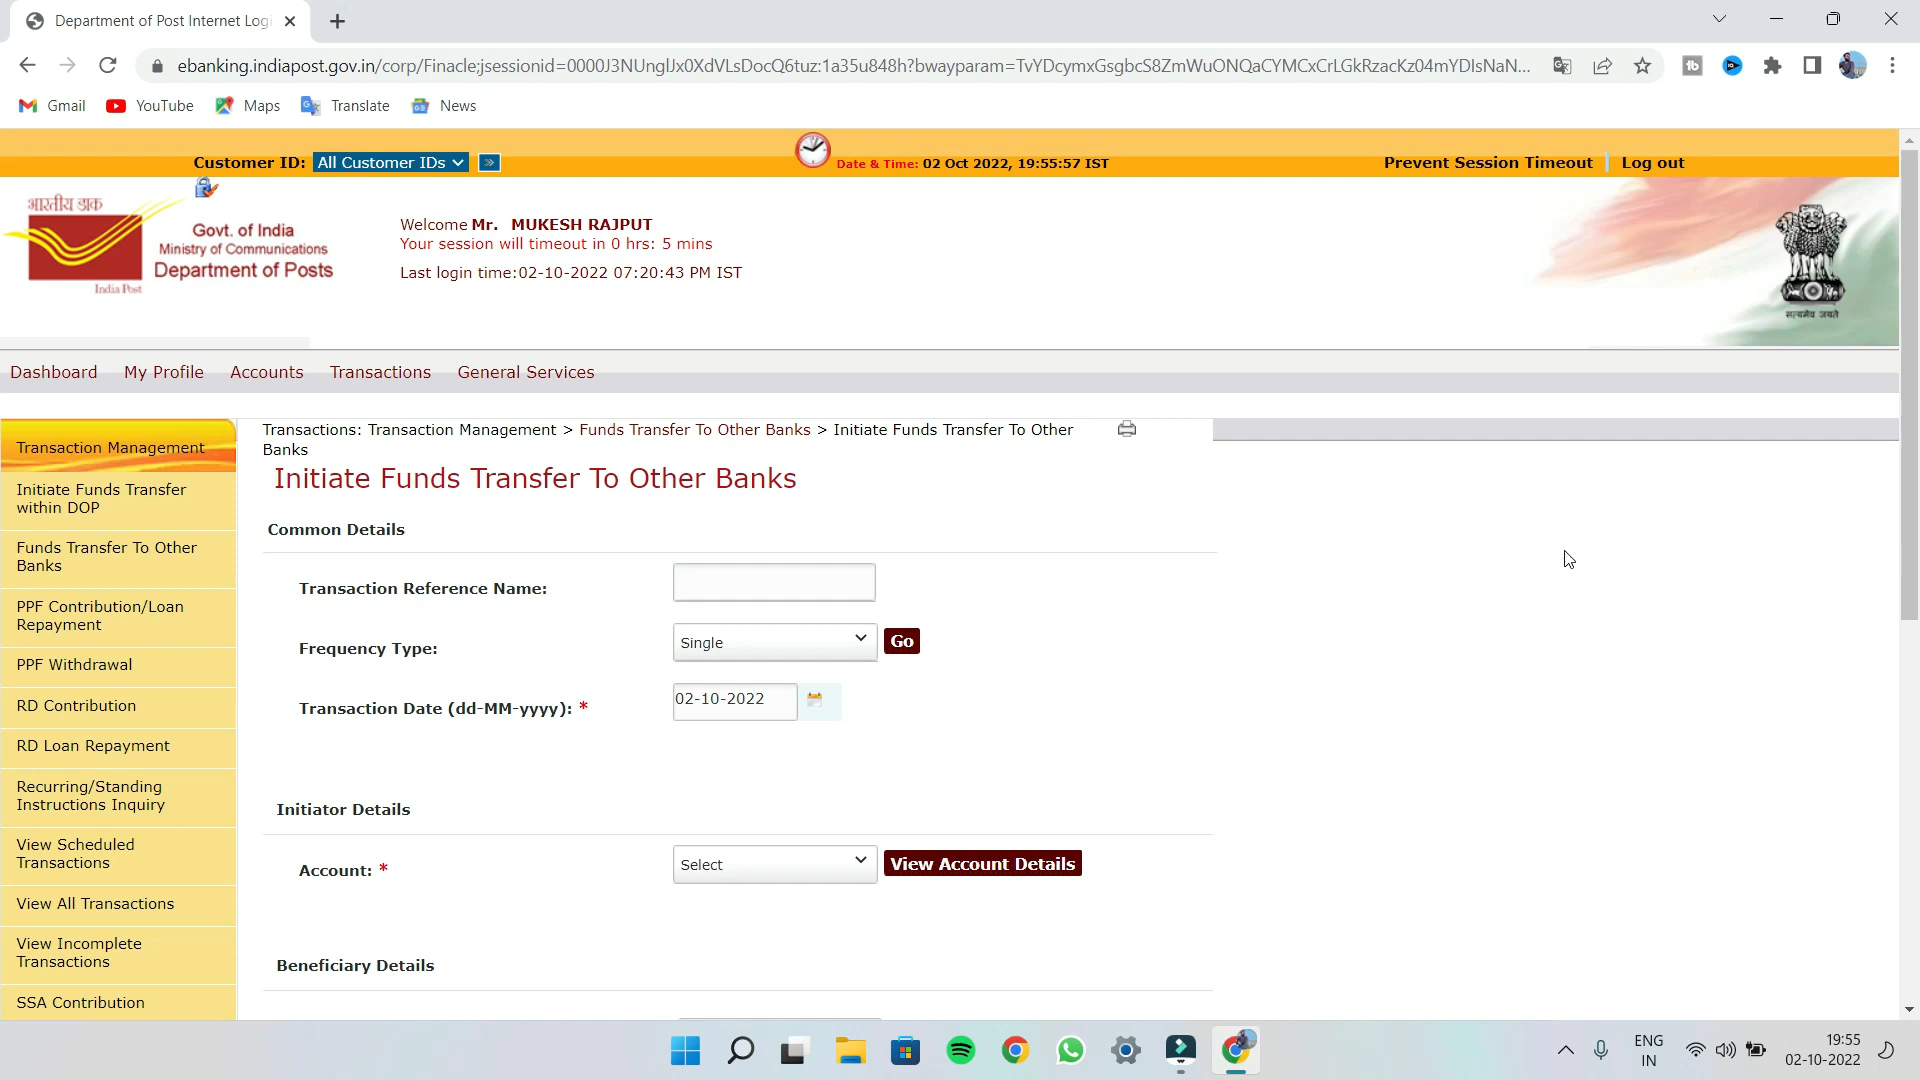 Department of Post Internet Logi
ebanking.indiapost.gov.in/corp/Finacle;jsessionid=0000J3NUnglJx0XdVLsDocQ6tuz:1a35u848h?bwayparam=TvYDcymxGsgbcS8ZmWuONQaCYMCxCrLGkRzacKz04mYDIsNaN...
Gmail YouTube Maps Translate News
Customer ID: All Customer IDs Date & Time: 02 Oct 2022, 19:55:57 IST Prevent Session Timeout Log out
भारतीय डाक
Govt. of India
Ministry of Communications
Department of Posts
India Post
Welcome Mr. MUKESH RAJPUT
Your session will timeout in 0 hrs: 5 mins
Last login time:02-10-2022 07:20:43 PM IST
सत्यमेव जयते
Dashboard My Profile Accounts Transactions General Services
Transaction Management
Initiate Funds Transfer
within DOP
Funds Transfer To Other
Banks
PPF Contribution/Loan
Repayment
PPF Withdrawal
RD Contribution
RD Loan Repayment
Recurring/Standing
Instructions Inquiry
View Scheduled
Transactions
View All Transactions
View Incomplete
Transactions
SSA Contribution
Transactions: Transaction Management > Funds Transfer To Other Banks > Initiate Funds Transfer To Other
Banks
Initiate Funds Transfer To Other Banks
Common Details
Transaction Reference Name:
Frequency Type: Single Go
Transaction Date (dd-MM-yyyy): * 02-10-2022
Initiator Details
Account: * Select View Account Details
Beneficiary Details
ENG
IN
19:55
02-10-2022